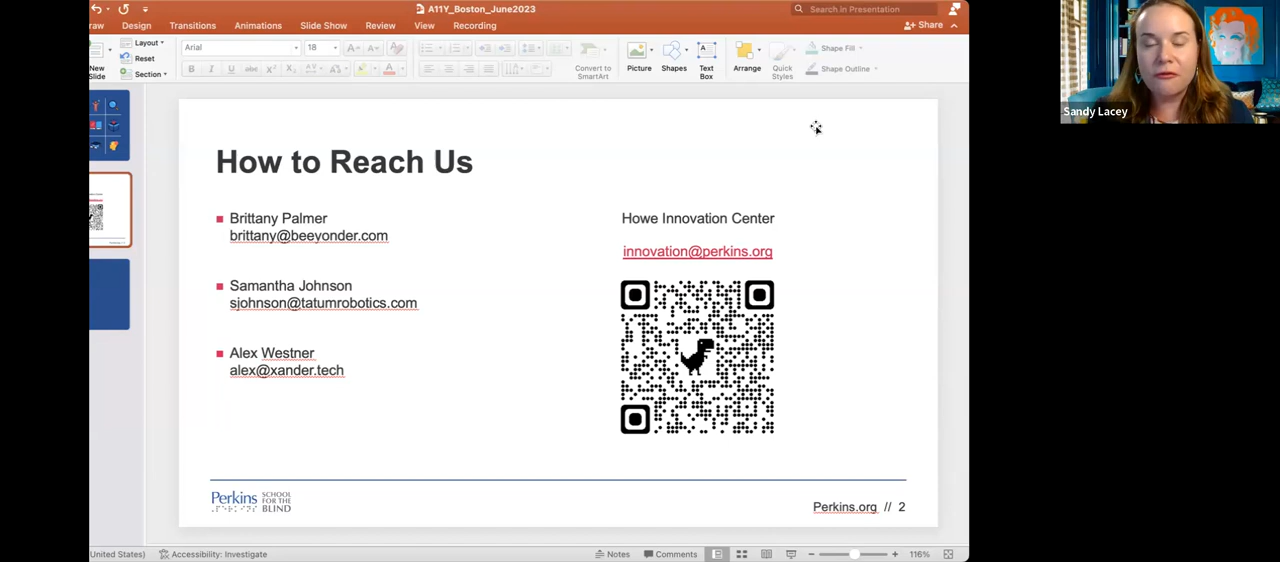 A11Y_Boston_June2023
Search in Presentation
raw Design Transitions Animations Slide Show Review View Recording
Share
New Slide
Layout
Reset
Section
Arial
18
Convert to SmartArt
Picture
Shapes
Text Box
Arrange
Quick Styles
Shape Fill
Shape Outline
Sandy Lacey
How to Reach Us
Brittany Palmer
brittany@beeyonder.com
Samantha Johnson
sjohnson@tatumrobotics.com
Alex Westner
alex@xander.tech
Howe Innovation Center
innovation@perkins.org
Perkins SCHOOL FOR THE BLIND
Perkins.org // 2
United States)
Accessibility: Investigate
Notes
Comments
116%